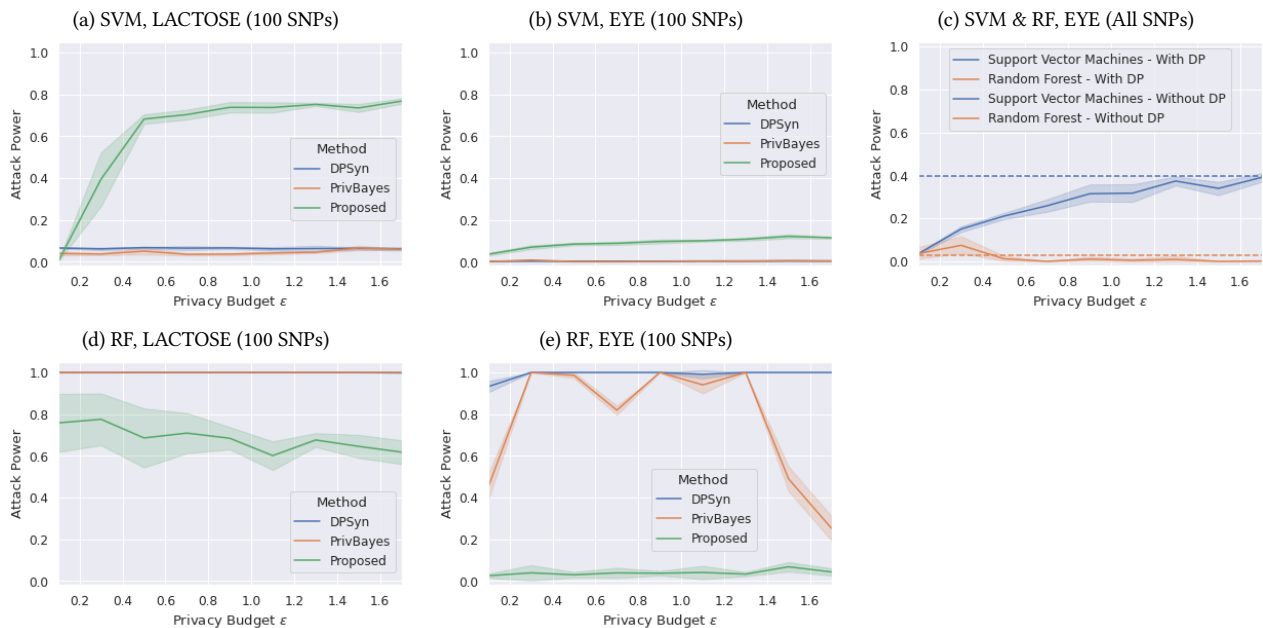 (a) SVM, LACTOSE (100 SNPs)
1.0
0.8
0.6
0.4
0.2
0.0
Attack Power
Method
DPSyn
PrivBayes
Proposed
0.2 0.4 0.6 0.8 1.0 1.2 1.4 1.6
Privacy Budget ε
(b) SVM, EYE (100 SNPs)
1.0
0.8
0.6
0.4
0.2
0.0
Attack Power
Method
DPSyn
PrivBayes
Proposed
0.2 0.4 0.6 0.8 1.0 1.2 1.4 1.6
Privacy Budget ε
(c) SVM & RF, EYE (All SNPs)
1.0
0.8
0.6
0.4
0.2
0.0
Attack Power
Support Vector Machines - With DP
Random Forest - With DP
Support Vector Machines - Without DP
Random Forest - Without DP
0.2 0.4 0.6 0.8 1.0 1.2 1.4 1.6
Privacy Budget ε
(d) RF, LACTOSE (100 SNPs)
1.0
0.8
0.6
0.4
0.2
0.0
Attack Power
Method
DPSyn
PrivBayes
Proposed
0.2 0.4 0.6 0.8 1.0 1.2 1.4 1.6
Privacy Budget ε
(e) RF, EYE (100 SNPs)
1.0
0.8
0.6
0.4
0.2
0.0
Attack Power
Method
DPSyn
PrivBayes
Proposed
0.2 0.4 0.6 0.8 1.0 1.2 1.4 1.6
Privacy Budget ε